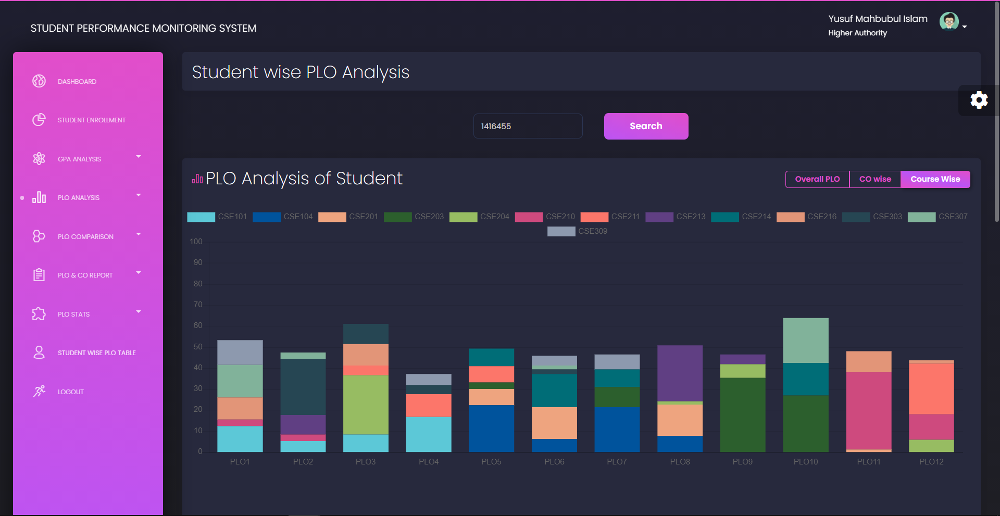 STUDENT PERFORMANCE MONITORING SYSTEM
Yusuf Mahbubul Islam
Higher Authority
DASHBOARD
STUDENT ENROLLMENT
GPA ANALYSIS
PLO ANALYSIS
PLO COMPARISON
PLO & CO REPORT
PLO STATS
STUDENT WISE PLO TABLE
LOGOUT
Student wise PLO Analysis
1416455 Search
PLO Analysis of Student
Overall PLO CO wise Course Wise
CSE101 CSE104 CSE201 CSE203 CSE204 CSE210 CSE211 CSE213 CSE214 CSE216 CSE303 CSE307
CSE309
100
90
80
70
60
50
40
30
20
10
0
PLO1 PLO2 PLO3 PLO4 PLO5 PLO6 PLO7 PLO8 PLO9 PLO10 PLO11 PLO12